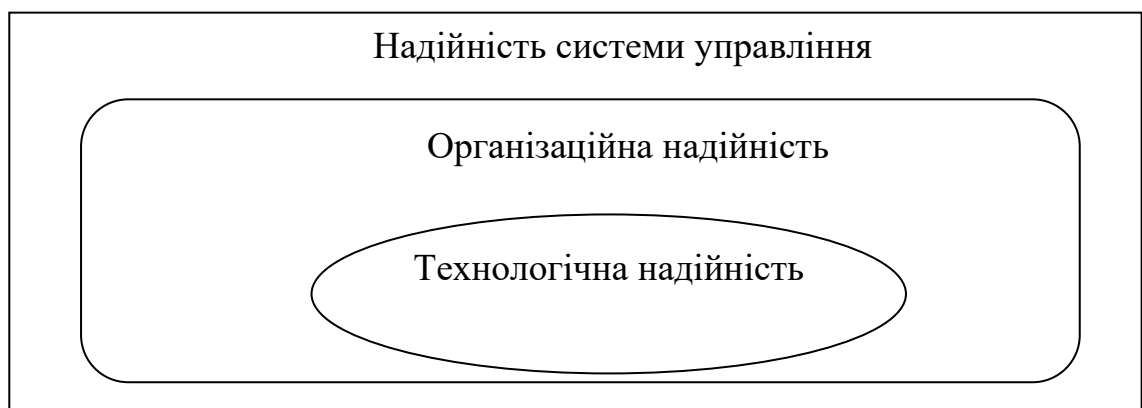 Надійність системи управління
Організаційна надійність
Технологічна надійність